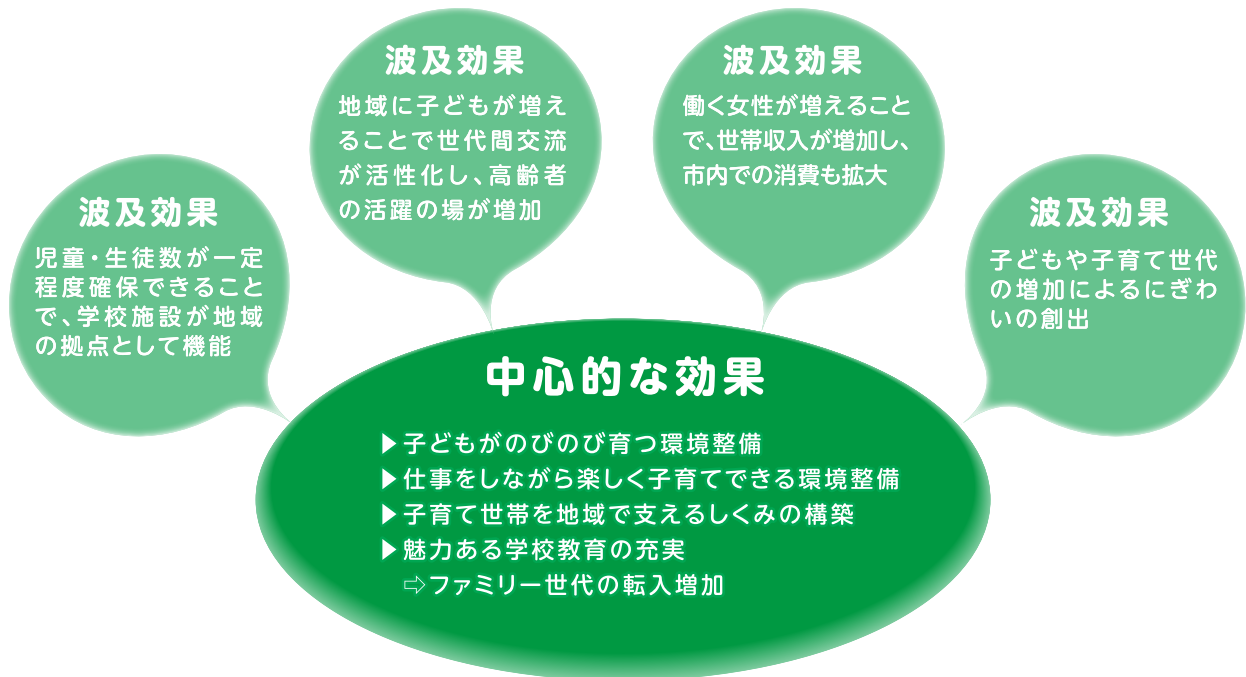 波及効果
児童・生徒数が一定
程度確保できること
で、学校施設が地域
の拠点として機能
波及効果
地域に子どもが増え
ることで世代間交流
が活性化し、高齢者
の活躍の場が増加
波及効果
働く女性が増えること
で、世帯収入が増加し、
市内での消費も拡大
波及効果
子どもや子育て世代
の増加によるにぎわ
いの創出
中心的な効果
▶子どもがのびのび育つ環境整備
▶仕事をしながら楽しく子育てできる環境整備
▶子育て世帯を地域で支えるしくみの構築
▶魅力ある学校教育の充実
⇨ファミリー世代の転入増加